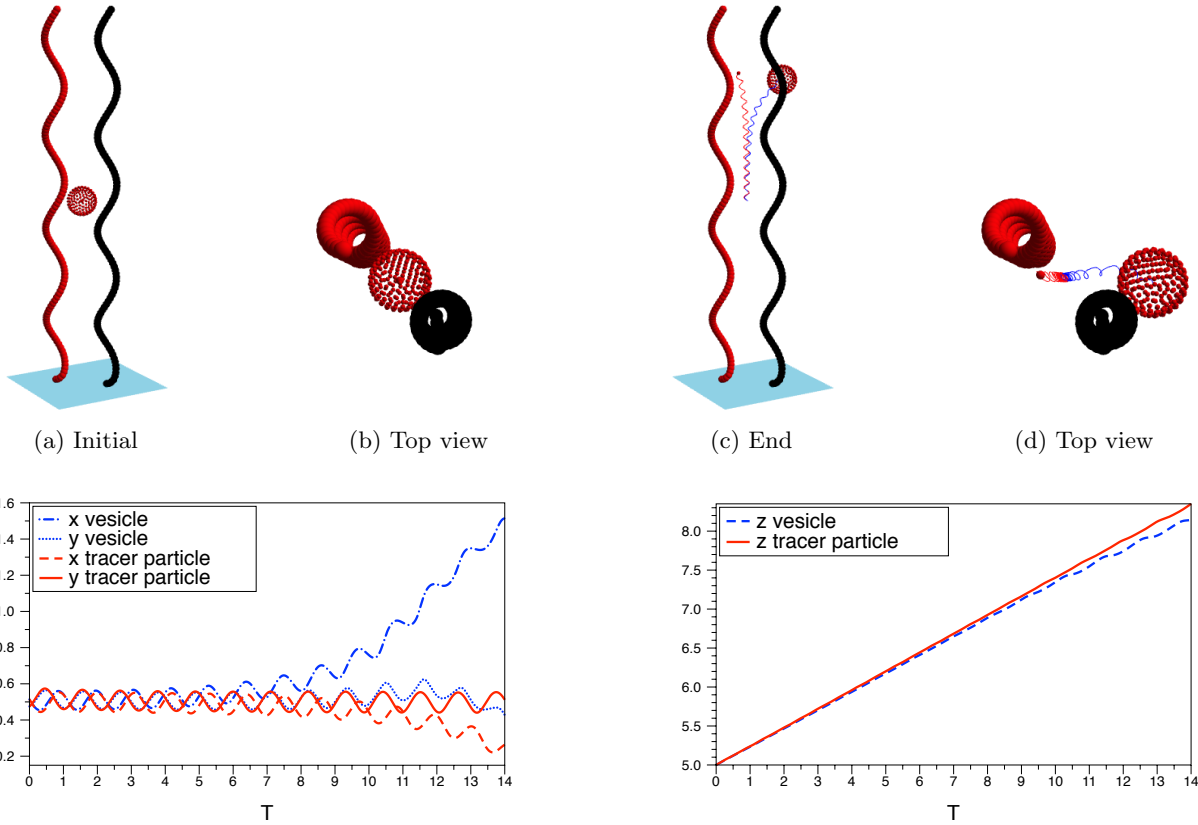 (a) Initial
(b) Top view
(c) End
(d) Top view
x vesicle
y vesicle
x tracer particle
y tracer particle
.6
.4
.2
.0
0.8
0.6
0.4
0.2
0 1 2 3 4 5 6 7 8 9 10 11 12 13 14
T
z vesicle
z tracer particle
8.0
7.5
7.0
6.5
6.0
5.5
5.0
0 1 2 3 4 5 6 7 8 9 10 11 12 13 14
T